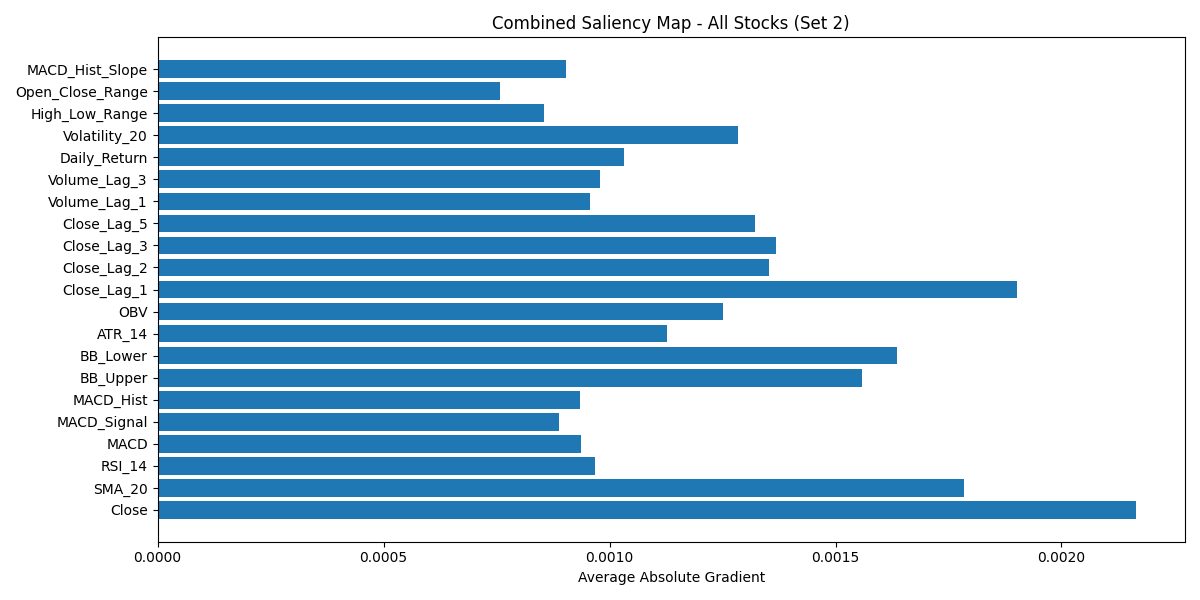 Combined Saliency Map - All Stocks (Set 2)
MACD_Hist_Slope
Open_Close_Range
High_Low_Range
Volatility_20
Daily_Return
Volume_Lag_3
Volume_Lag_1
Close_Lag_5
Close_Lag_3
Close_Lag_2
Close_Lag_1
OBV
ATR_14
BB_Lower
BB_Upper
MACD_Hist
MACD_Signal
MACD
RSI_14
SMA_20
Close
0.0000 0.0005 0.0010 0.0015 0.0020
Average Absolute Gradient